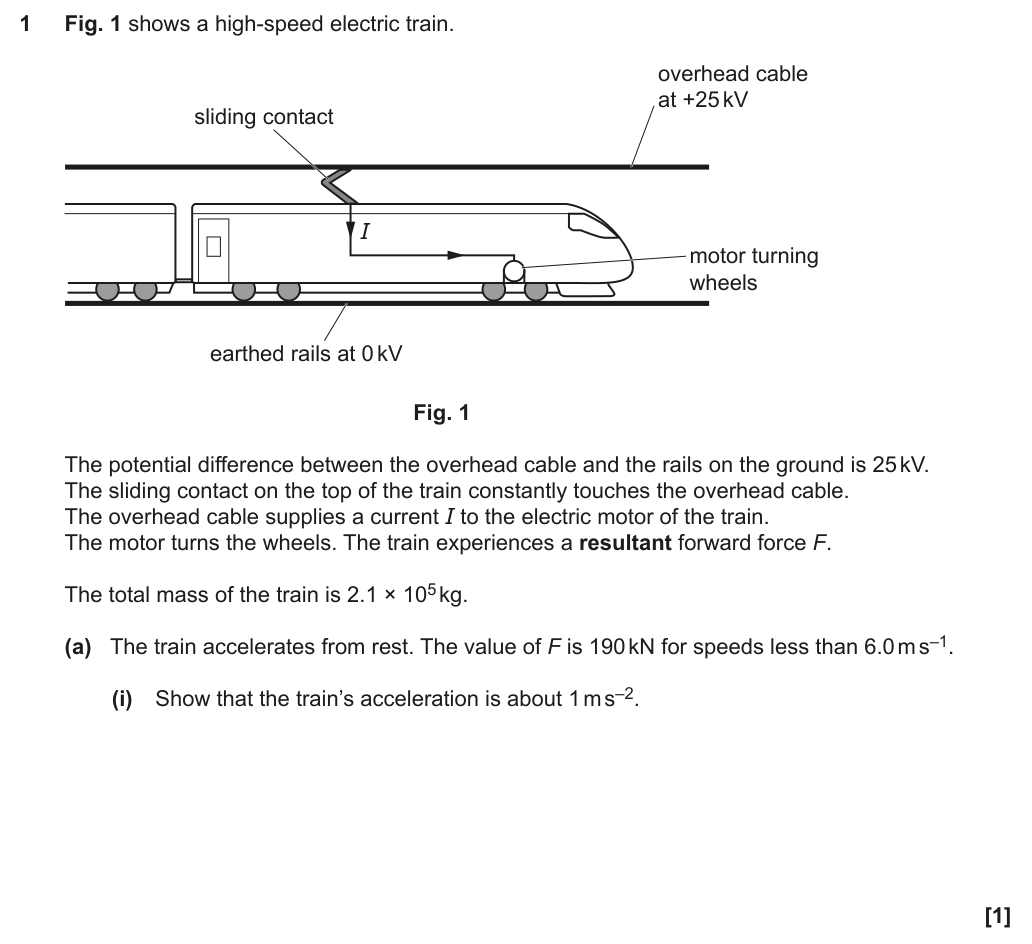 1 Fig. 1 shows a high-speed electric train.
overhead cable
at +25 kV
sliding contact
I
motor turning
wheels
earthed rails at 0 kV
Fig. 1
The potential difference between the overhead cable and the rails on the ground is 25 kV.
The sliding contact on the top of the train constantly touches the overhead cable.
The overhead cable supplies a current I to the electric motor of the train.
The motor turns the wheels. The train experiences a resultant forward force F.
The total mass of the train is 2.1 × 10⁵ kg.
(a) The train accelerates from rest. The value of F is 190 kN for speeds less than 6.0 m s⁻¹.
(i) Show that the train’s acceleration is about 1 m s⁻².
[1]